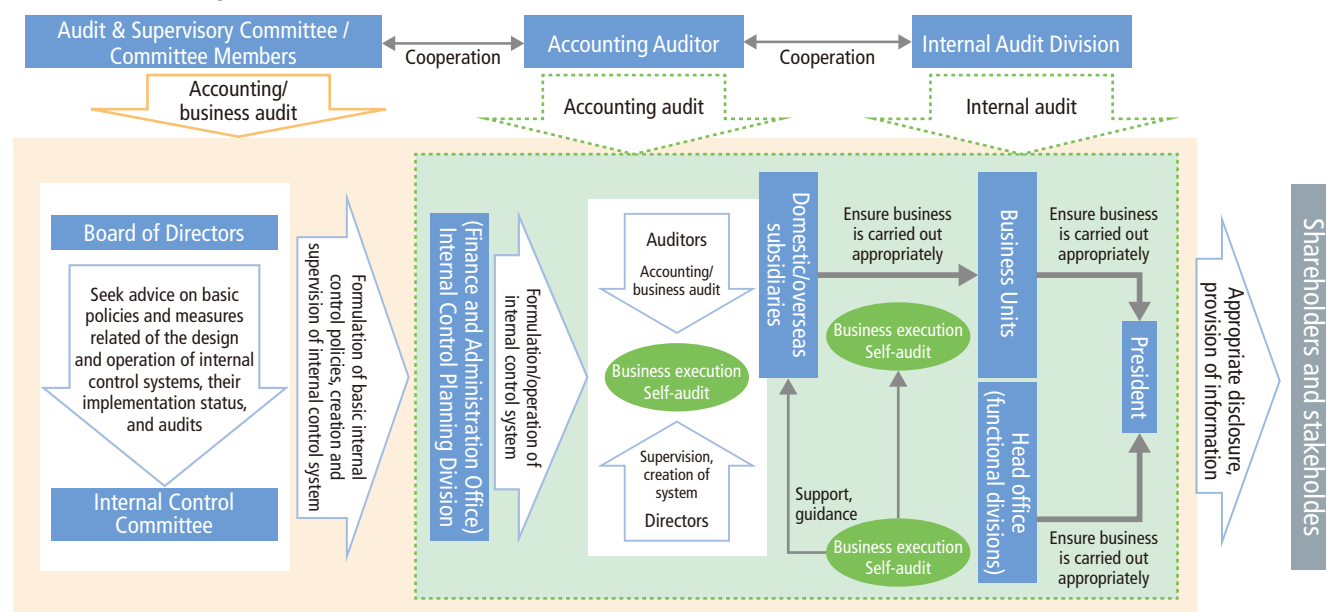 Audit & Supervisory Committee /
Committee Members
Cooperation
Accounting Auditor
Cooperation
Internal Audit Division
Accounting/
business audit
Accounting audit
Internal audit
Board of Directors
Seek advice on basic
policies and measures
related of the design
and operation of internal
control systems, their
implementation status,
and audits
Internal Control
Committee
Formulation of basic internal
control policies, creation and
supervision of internal control system
Internal Control Planning Division
(Finance and Administration Office)
Formulation/operation of
internal control system
Auditors
Accounting/
business audit
Business execution
Self-audit
Supervision,
creation of
system
Directors
Domestic/overseas
subsidiaries
Ensure business
is carried out
appropriately
Business execution
Self-audit
Support,
guidance
Business execution
Self-audit
Business Units
Head office
(functional divisions)
Ensure business
is carried out
appropriately
President
Ensure business
is carried out
appropriately
Appropriate disclosure,
provision of information
Shareholders and stakeholdes